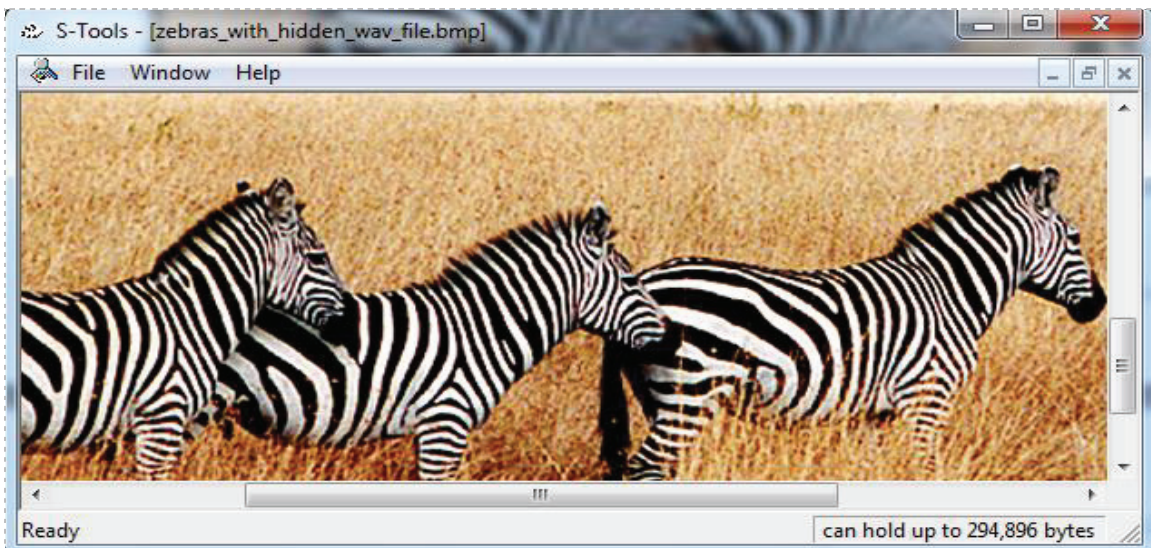 S-Tools - [zebras_with_hidden_wav_file.bmp]
File Window Help
Ready can hold up to 294,896 bytes